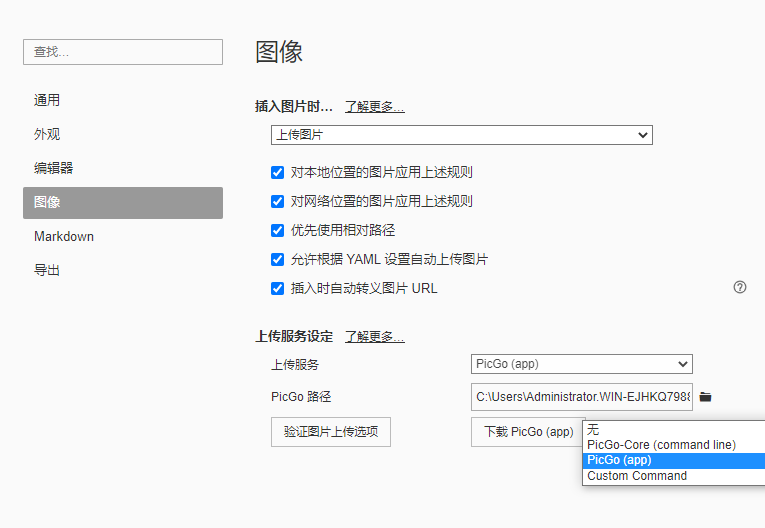 查找...
通用
外观
编辑器
图像
Markdown
导出
图像
插入图片时... 了解更多...
上传图片
对本地位置的图片应用上述规则
对网络位置的图片应用上述规则
优先使用相对路径
允许根据 YAML 设置自动上传图片
插入时自动转义图片 URL
上传服务设定 了解更多...
上传服务 PicGo (app)
PicGo 路径 C:\Users\Administrator.WIN-EJHKQ7988
验证图片上传选项 下载 PicGo (app)
无
PicGo-Core (command line)
PicGo (app)
Custom Command